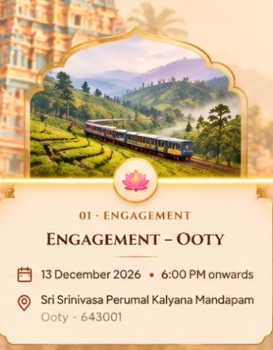 01 · ENGAGEMENT
ENGAGEMENT – OOTY
13 December 2026 • 6:00 PM onwards
Sri Srinivasa Perumal Kalyana Mandapam
Ooty - 643001